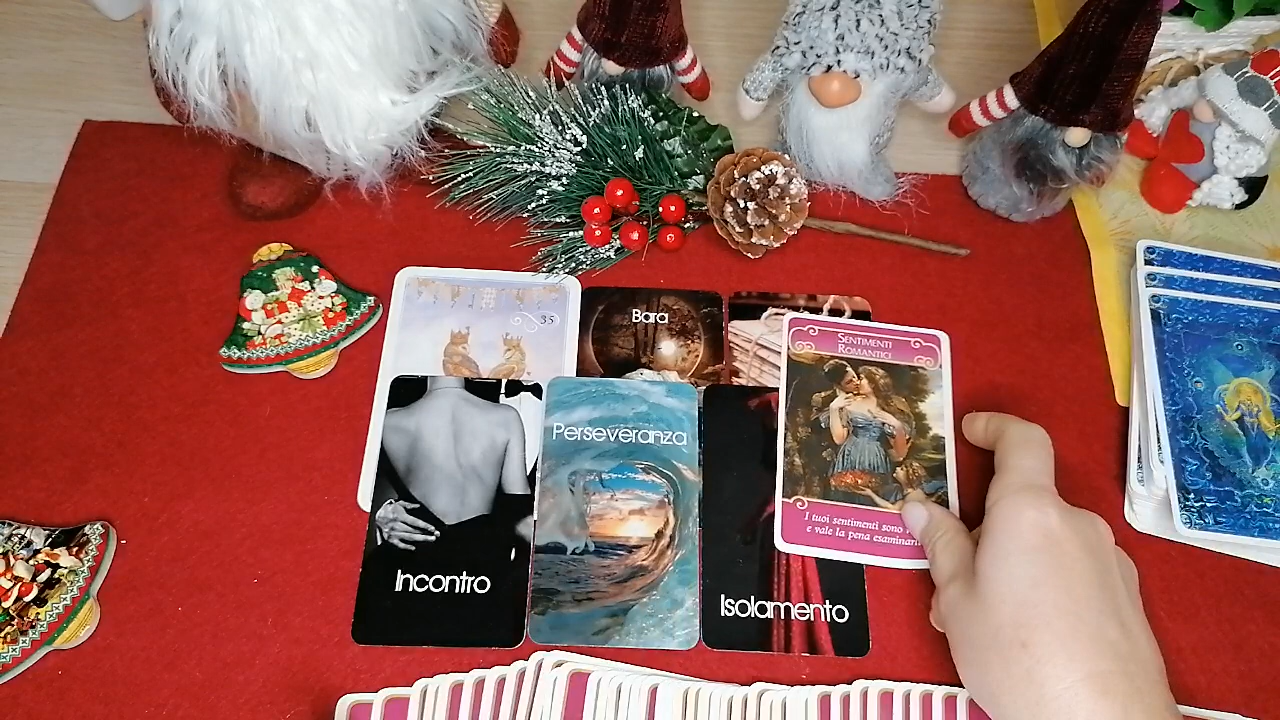 35
Bara
SENTIMENTI
ROMANTICI
Perseveranza
I tuoi sentimenti sono
e vale la pena esaminarli
Incontro
Isolamento